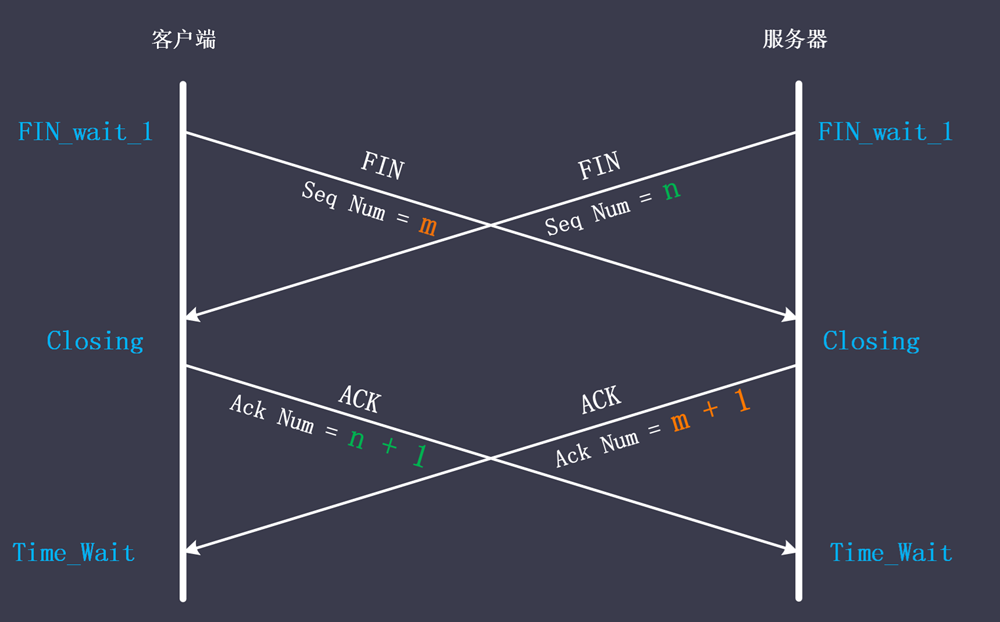 客户端
服务器
FIN_wait_1
FIN_wait_1
FIN
Seq Num = m
FIN
Seq Num = n
Closing
Closing
ACK
Ack Num = n + 1
ACK
Ack Num = m + 1
Time_Wait
Time_Wait